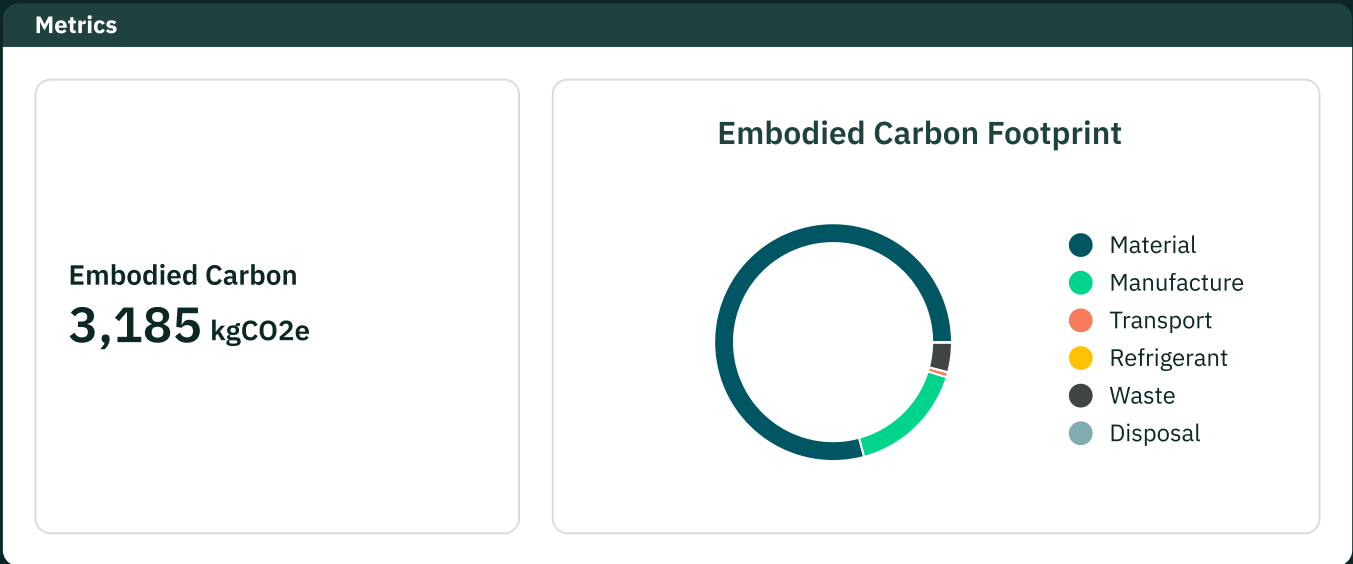 Metrics
Embodied Carbon
3,185 kgCO2e
Embodied Carbon Footprint
Material
Manufacture
Transport
Refrigerant
Waste
Disposal